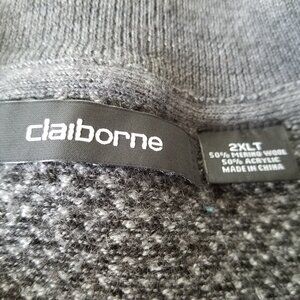 claiborne
2XLT
50% MERINO WOOL
50% ACRYLIC
MADE IN CHINA